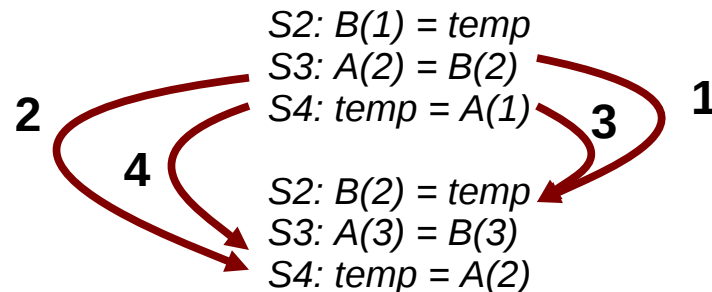 S2: B(1) = temp
S3: A(2) = B(2)
S4: temp = A(1)
2
1
3
4
S2: B(2) = temp
S3: A(3) = B(3)
S4: temp = A(2)